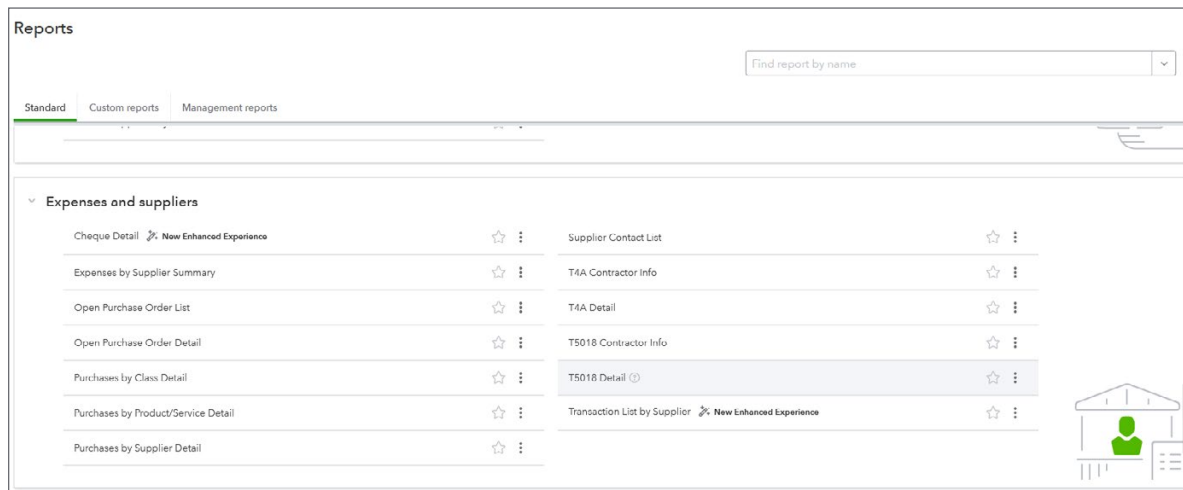 Reports
Find report by name
Standard Custom reports Management reports
Expenses and suppliers
Cheque Detail New Enhanced Experience
Supplier Contact List
Expenses by Supplier Summary
T4A Contractor Info
Open Purchase Order List
T4A Detail
Open Purchase Order Detail
T5018 Contractor Info
Purchases by Class Detail
T5018 Detail
Purchases by Product/Service Detail
Transaction List by Supplier New Enhanced Experience
Purchases by Supplier Detail